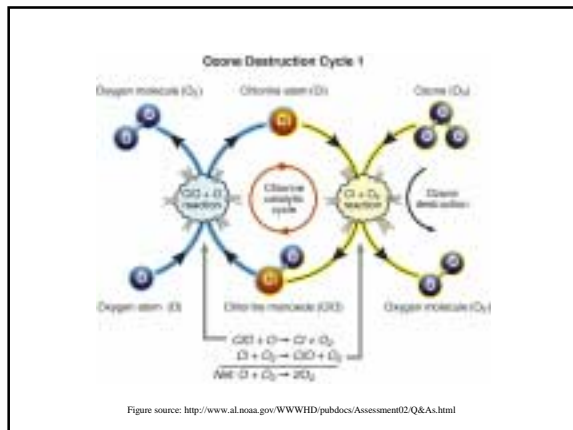 Ozone Destruction Cycle 1
Oxygen molecule (O₂)
Chlorine atom (Cl)
Ozone (O₃)
O
O
Cl
O
O
O
ClO + O
reaction
Chlorine
catalytic
cycle
Cl + O₃
reaction
Ozone
destruction
O
Cl
O
O
O
Oxygen atom (O)
Chlorine monoxide (ClO)
Oxygen molecule (O₂)
ClO + O → Cl + O₂
Cl + O₃ → ClO + O₂
Net: O + O₃ → 2O₂
Figure source: http://www.al.noaa.gov/WWWHD/pubdocs/Assessment02/Q&As.html